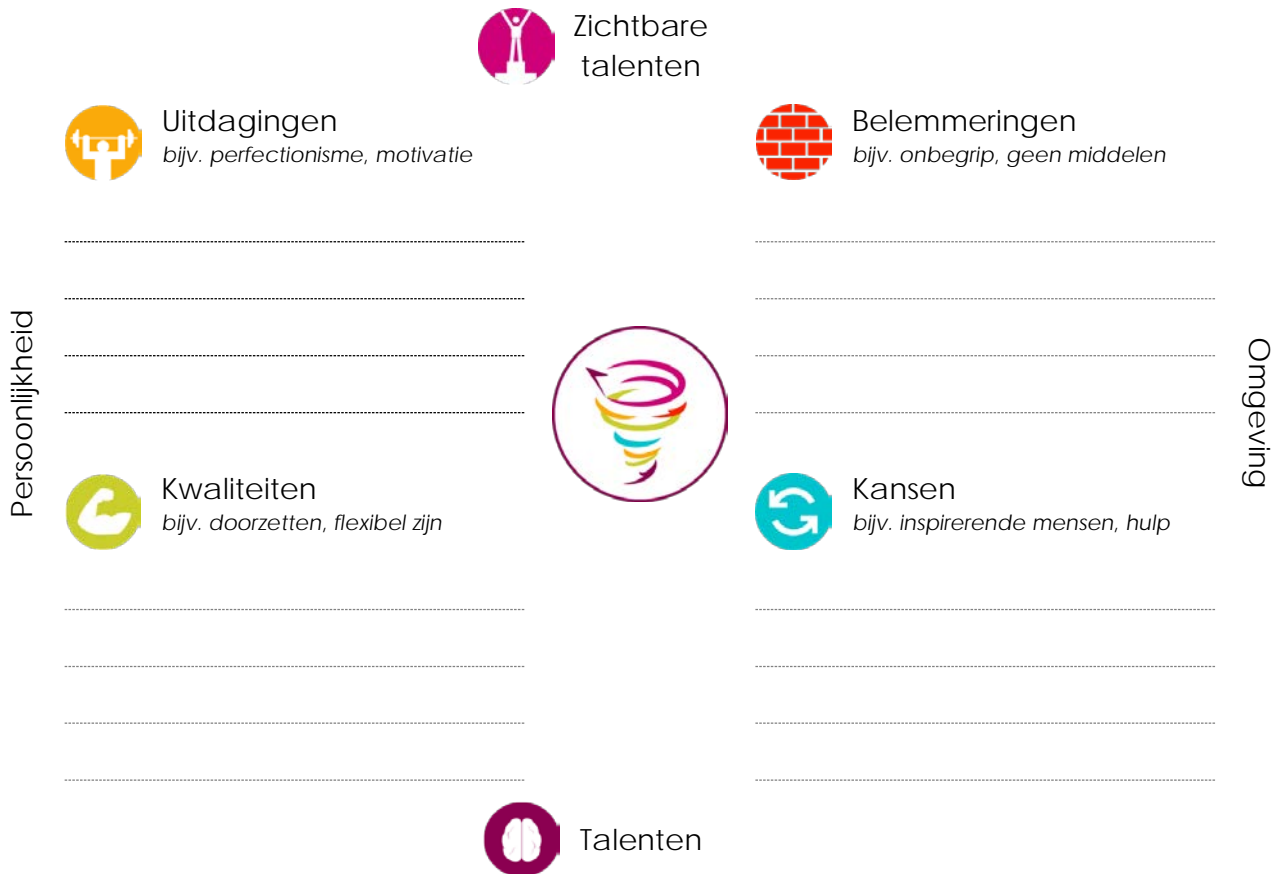 Zichtbare
talenten
Uitdagingen
bijv. perfectionisme, motivatie
Belemmeringen
bijv. onbegrip, geen middelen
Persoonlijkheid
Omgeving
Kwaliteiten
bijv. doorzetten, flexibel zijn
Kansen
bijv. inspirerende mensen, hulp
Talenten